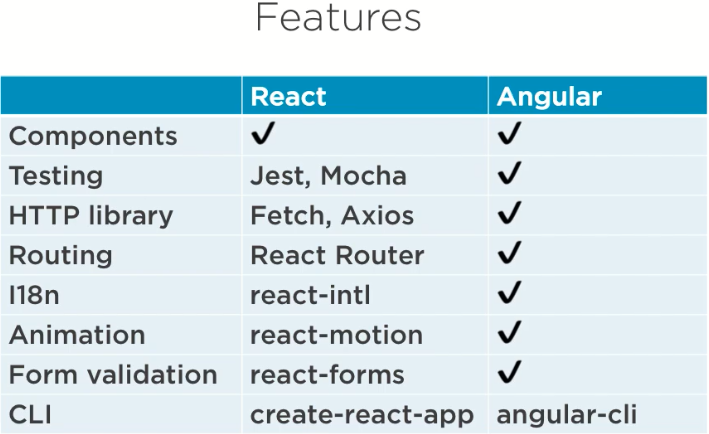 Features
React Angular
Components ✓ ✓
Testing Jest, Mocha ✓
HTTP library Fetch, Axios ✓
Routing React Router ✓
I18n react-intl ✓
Animation react-motion ✓
Form validation react-forms ✓
CLI create-react-app angular-cli